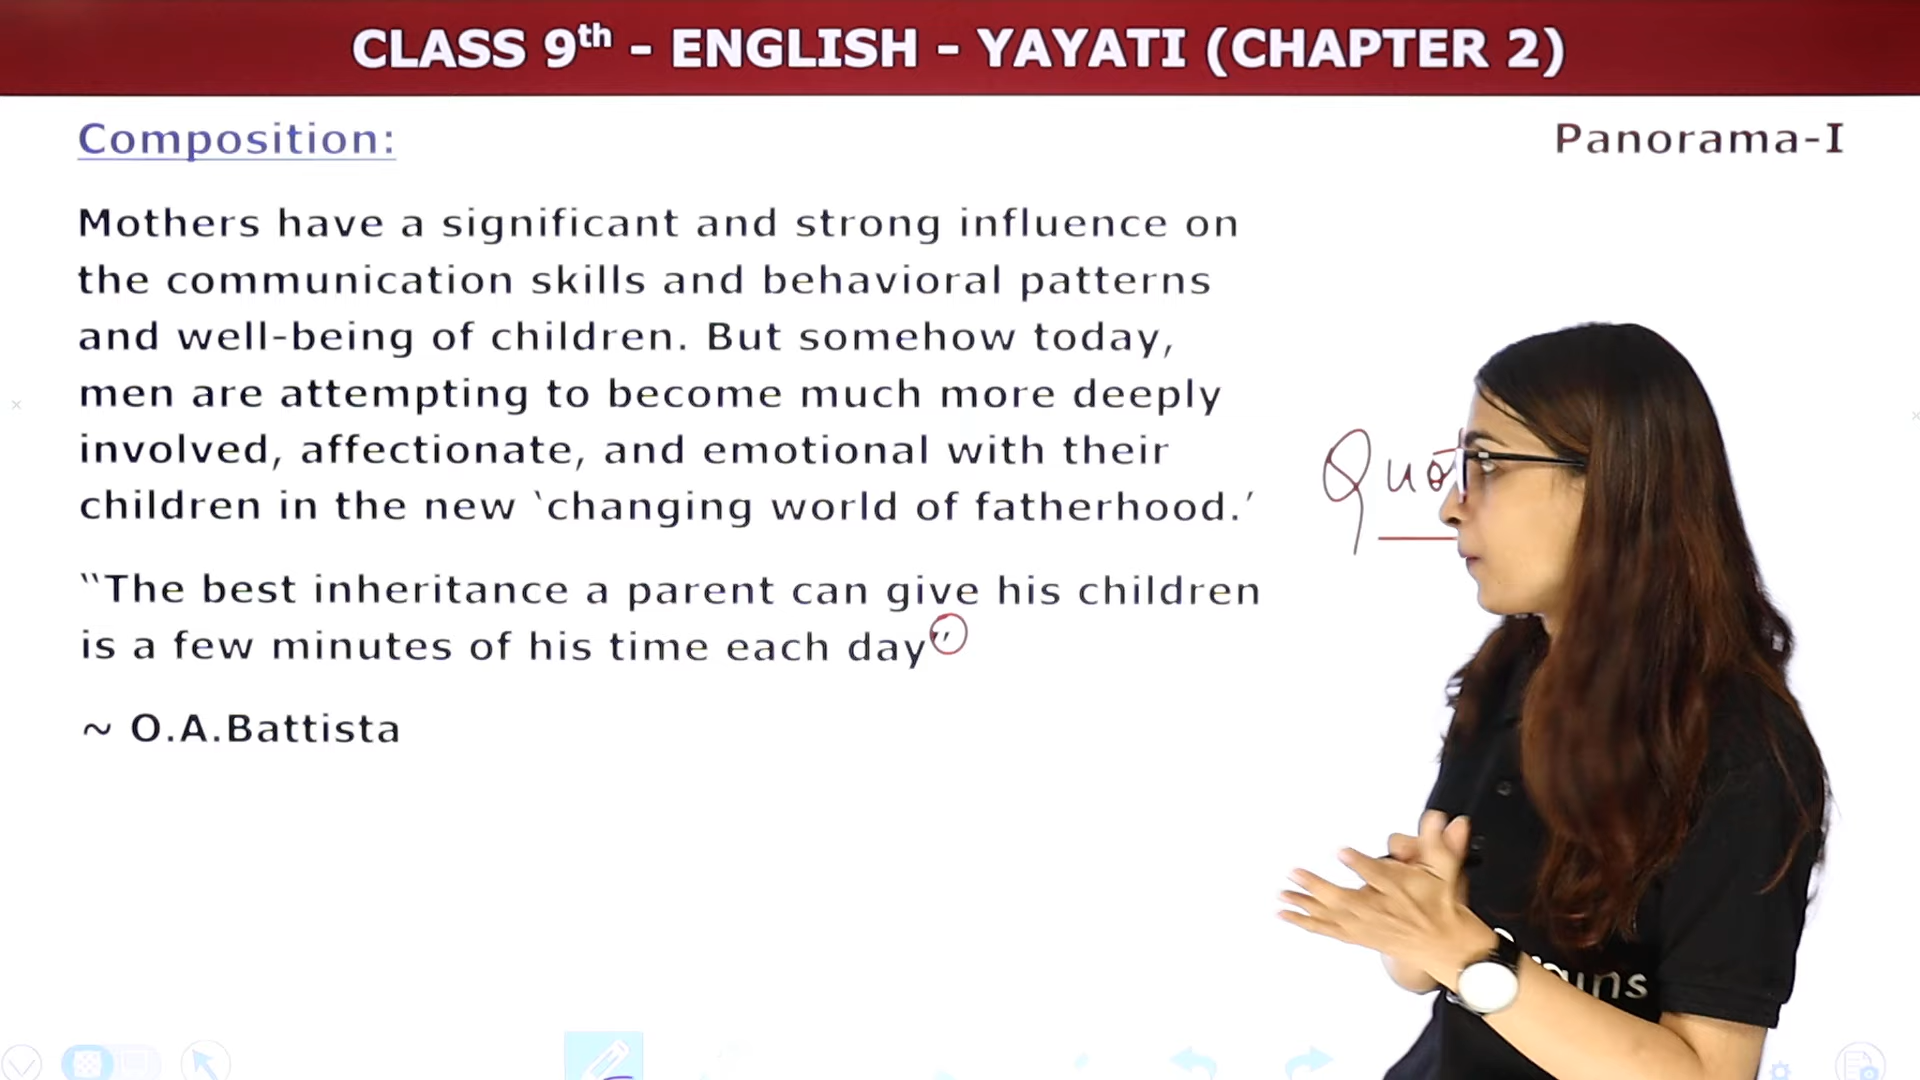 CLASS 9th - ENGLISH - YAYATI (CHAPTER 2)
Composition:
Panorama-I
Mothers have a significant and strong influence on
the communication skills and behavioral patterns
and well-being of children. But somehow today,
men are attempting to become much more deeply
involved, affectionate, and emotional with their
children in the new ‘changing world of fatherhood.’
“The best inheritance a parent can give his children
is a few minutes of his time each day”
~ O.A.Battista